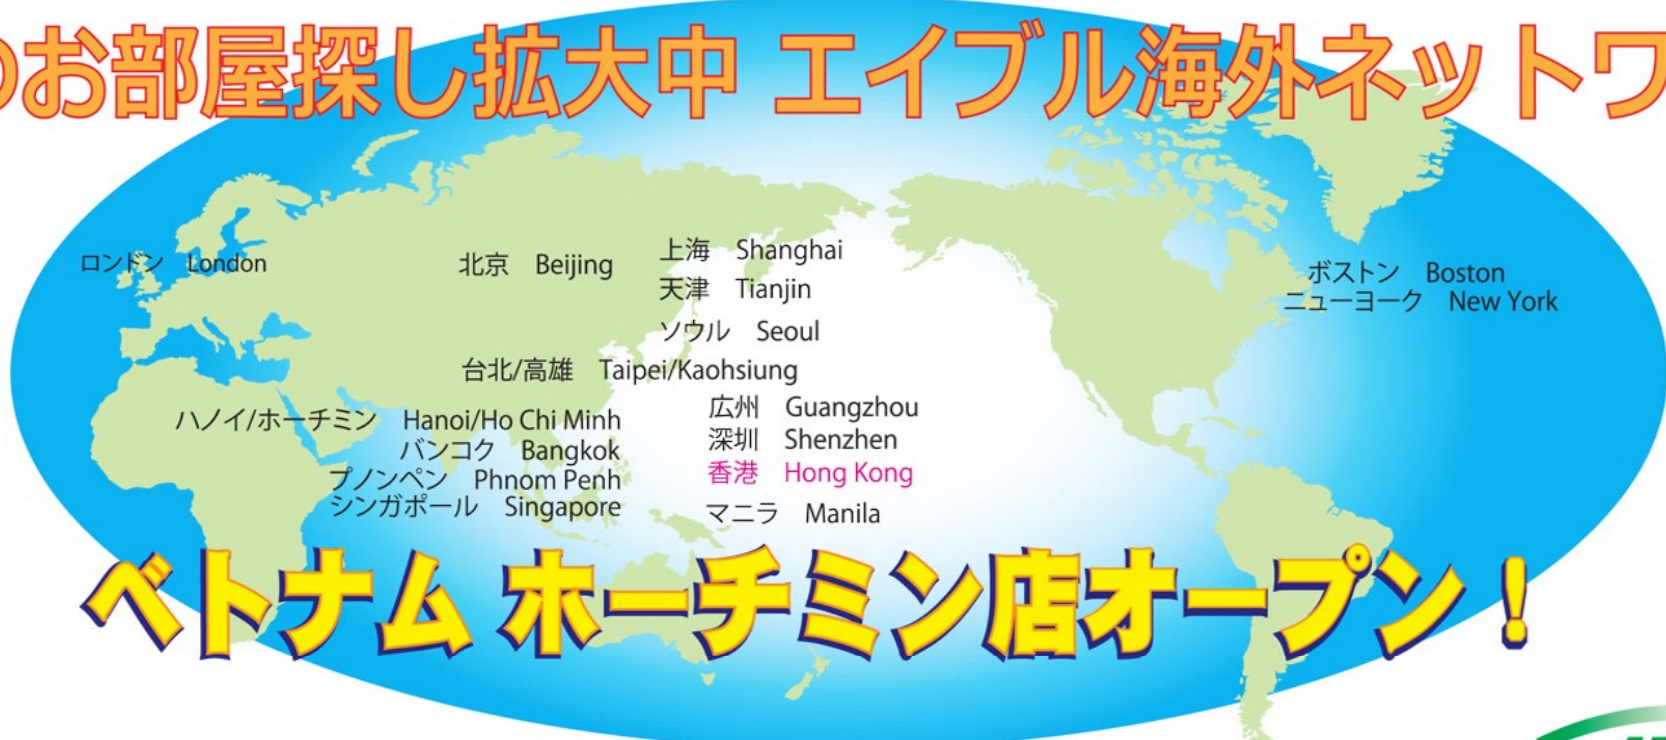 のお部屋探し拡大中 エイブル海外ネットワ
ロンドン London
北京 Beijing
上海 Shanghai
天津 Tianjin
ソウル Seoul
台北/高雄 Taipei/Kaohsiung
ハノイ/ホーチミン Hanoi/Ho Chi Minh
バンコク Bangkok
プノンペン Phnom Penh
シンガポール Singapore
広州 Guangzhou
深圳 Shenzhen
香港 Hong Kong
マニラ Manila
ボストン Boston
ニューヨーク New York
ベトナム ホーチミン店オープン！